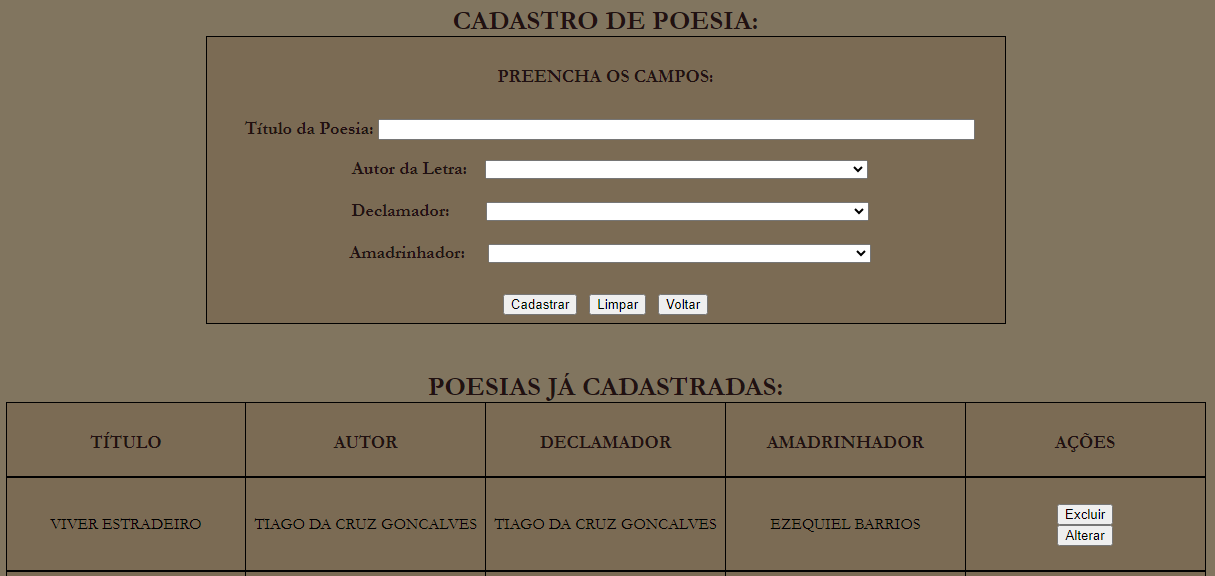 CADASTRO DE POESIA:
PREENCHA OS CAMPOS:
Título da Poesia:
Autor da Letra:
Declamador:
Amadrinhador:
Cadastrar Limpar Voltar
POESIAS JÁ CADASTRADAS:
TÍTULO AUTOR DECLAMADOR AMADRINHADOR AÇÕES
VIVER ESTRADEIRO TIAGO DA CRUZ GONCALVES TIAGO DA CRUZ GONCALVES EZEQUIEL BARRIOS Excluir
Alterar